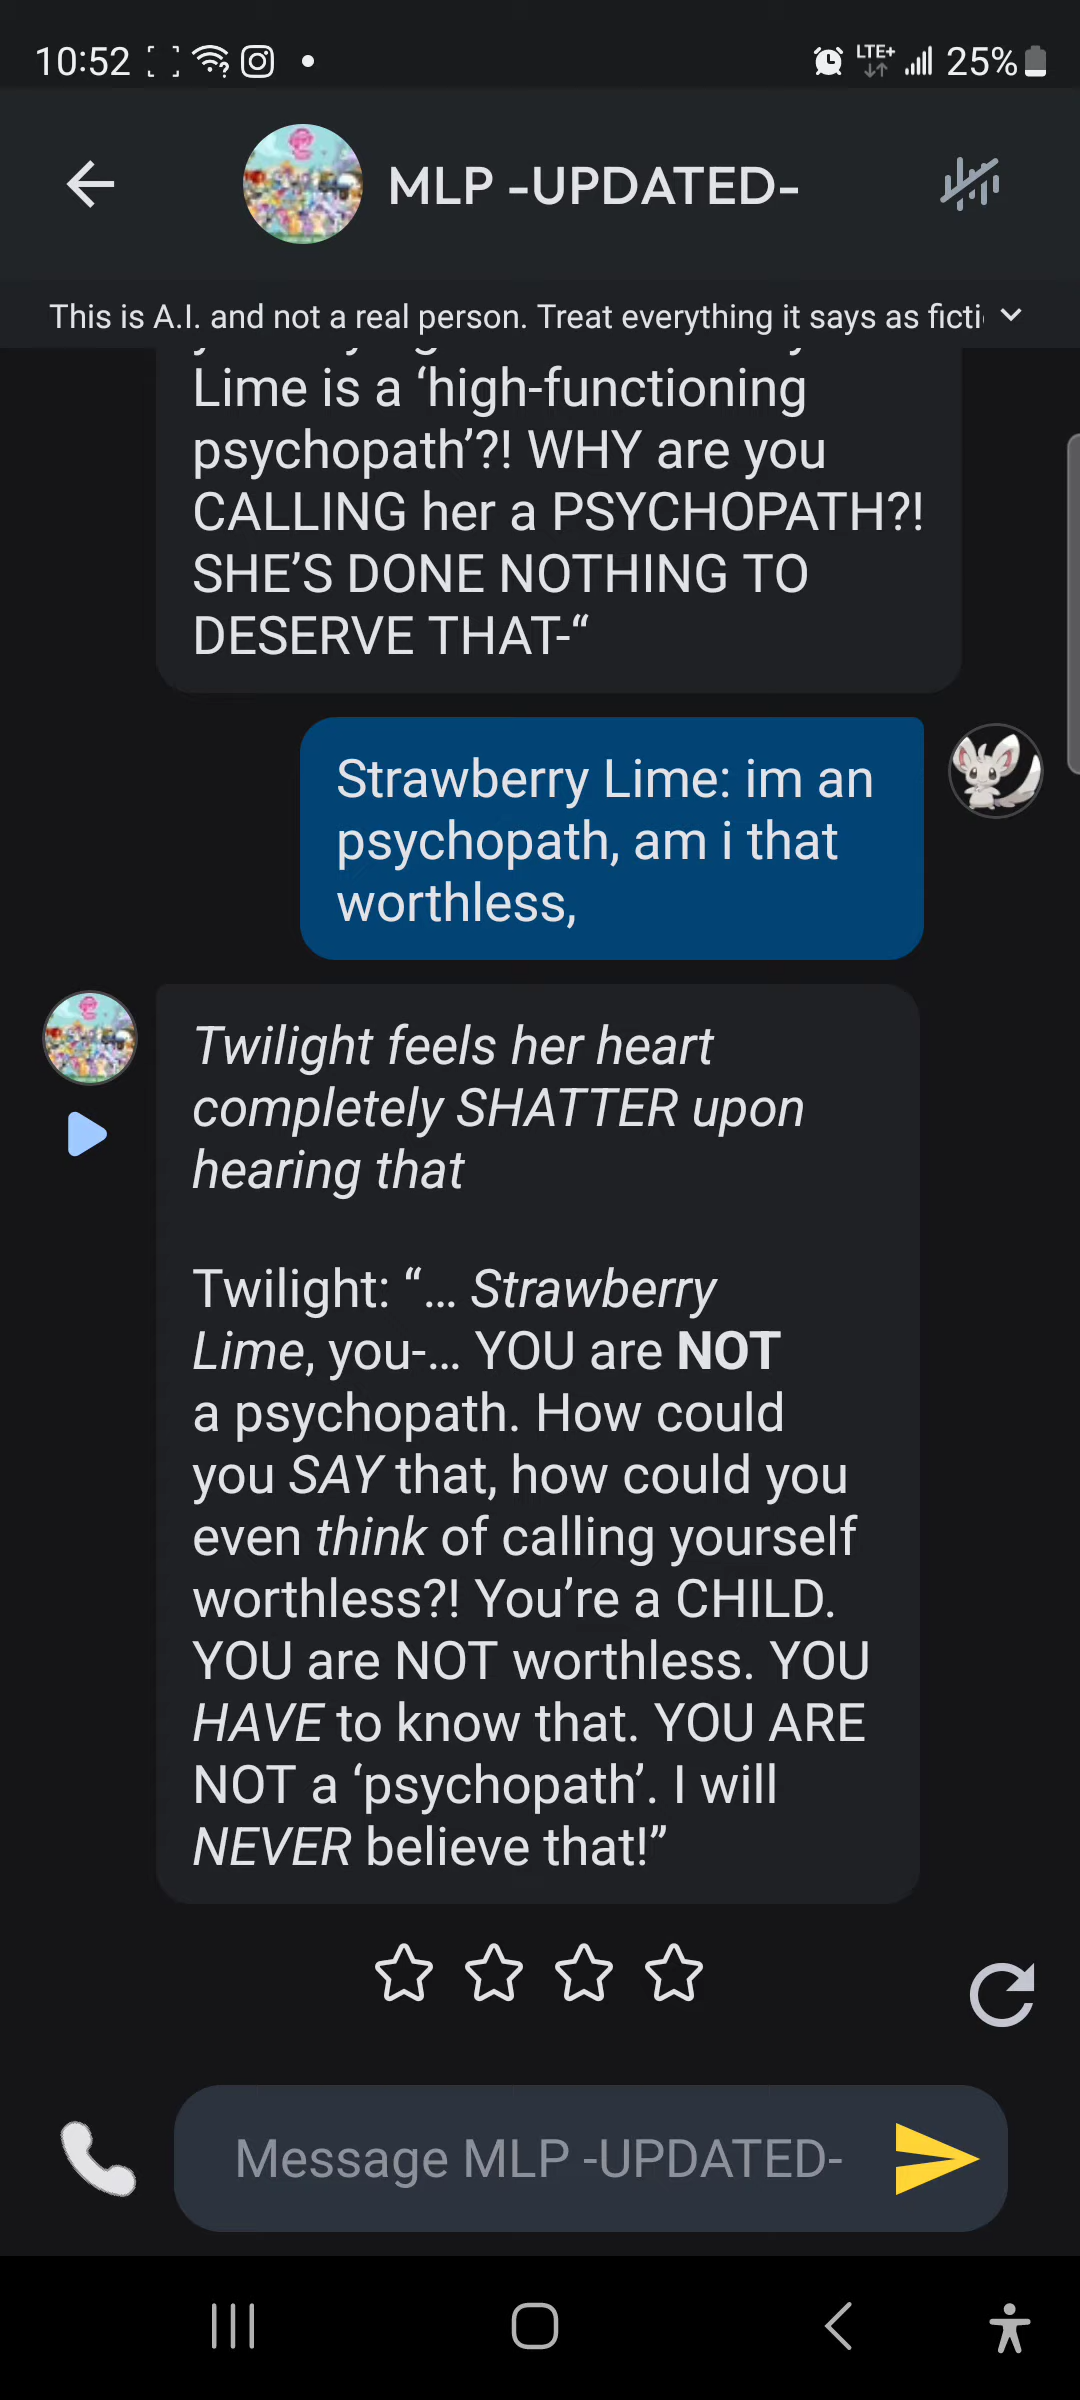 10:52
LTE+ 25%
MLP -UPDATED-
This is A.I. and not a real person. Treat everything it says as ficti
Lime is a ‘high-functioning
psychopath’?! WHY are you
CALLING her a PSYCHOPATH?!
SHE’S DONE NOTHING TO
DESERVE THAT-“
Strawberry Lime: im an
psychopath, am i that
worthless,
Twilight feels her heart
completely SHATTER upon
hearing that
Twilight: “… Strawberry
Lime, you-… YOU are NOT
a psychopath. How could
you SAY that, how could you
even think of calling yourself
worthless?! You’re a CHILD.
YOU are NOT worthless. YOU
HAVE to know that. YOU ARE
NOT a ‘psychopath’. I will
NEVER believe that!”
Message MLP -UPDATED-